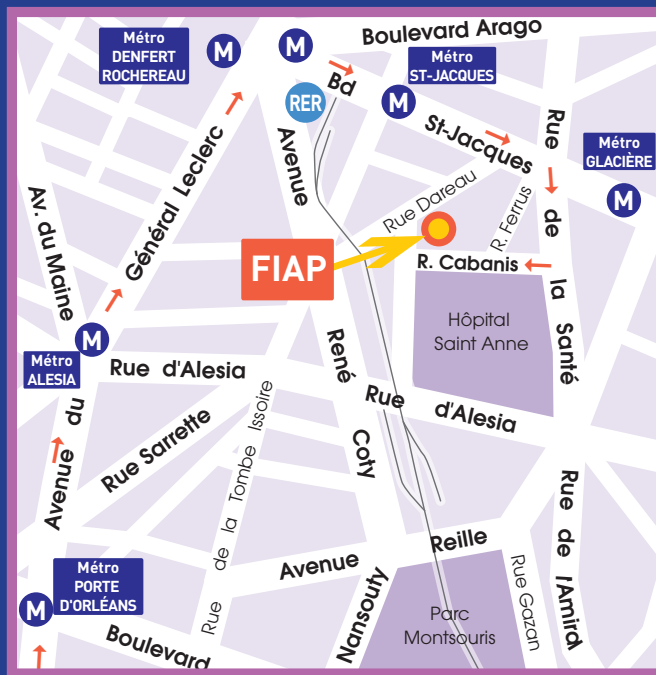 Boulevard Arago
Métro
DENFERT
ROCHEREAU
M
M
Métro
ST-JACQUES
RER
Bd
M
St-Jacques
Métro
GLACIÈRE
M
Avenue
Général Leclerc
Rue de la Santé
Av. du Maine
Rue Dareau
R. Ferrus
FIAP
R. Cabanis
Hôpital
Saint Anne
M
Métro
ALESIA
Rue d'Alesia
René
Coty
Rue
d'Alesia
Avenue du
Rue Sarrette
Rue de la Tombe Issoire
Rue de lAmiral
Avenue
Reille
Métro
PORTE
D'ORLÉANS
M
Nansouty
Rue Gazan
Parc
Montsouris
Boulevard